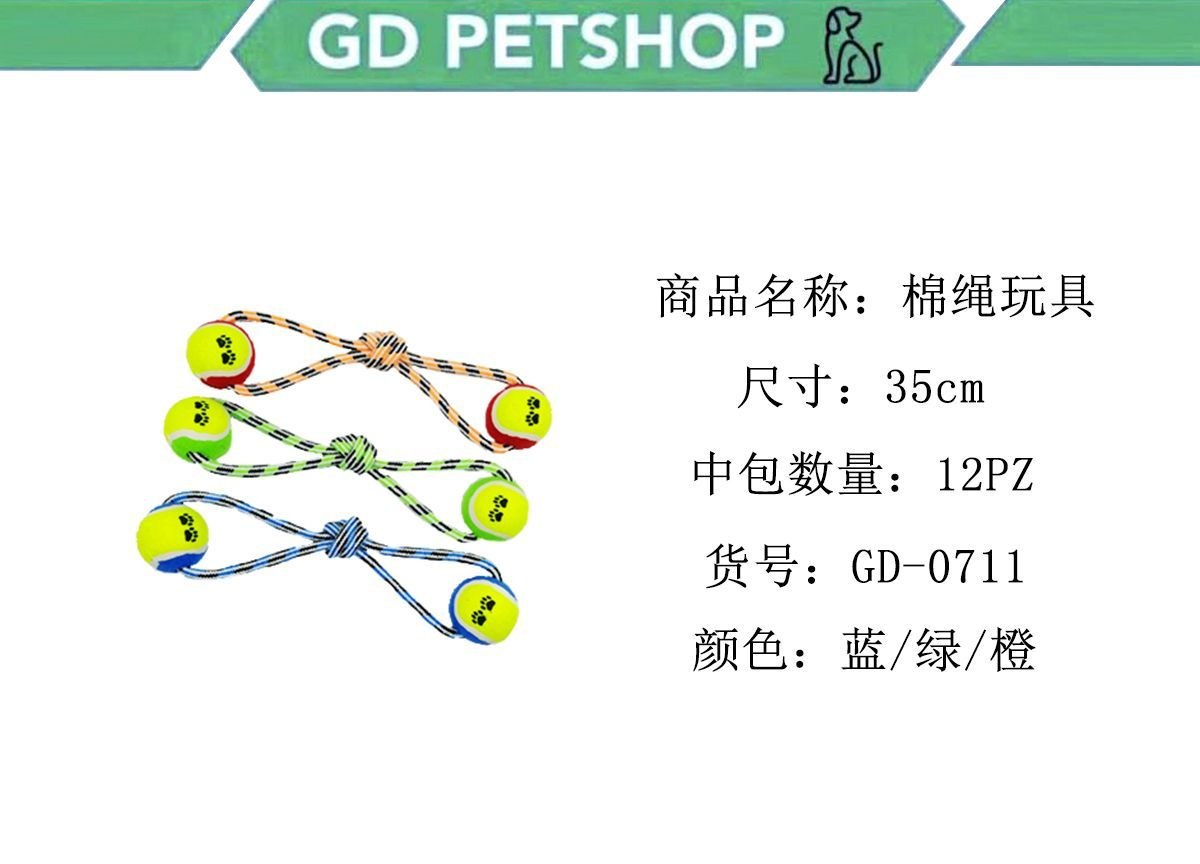 GD PETSHOP
商品名称：棉绳玩具
尺寸：35cm
中包数量：12PZ
货号：GD-0711
颜色：蓝/绿/橙